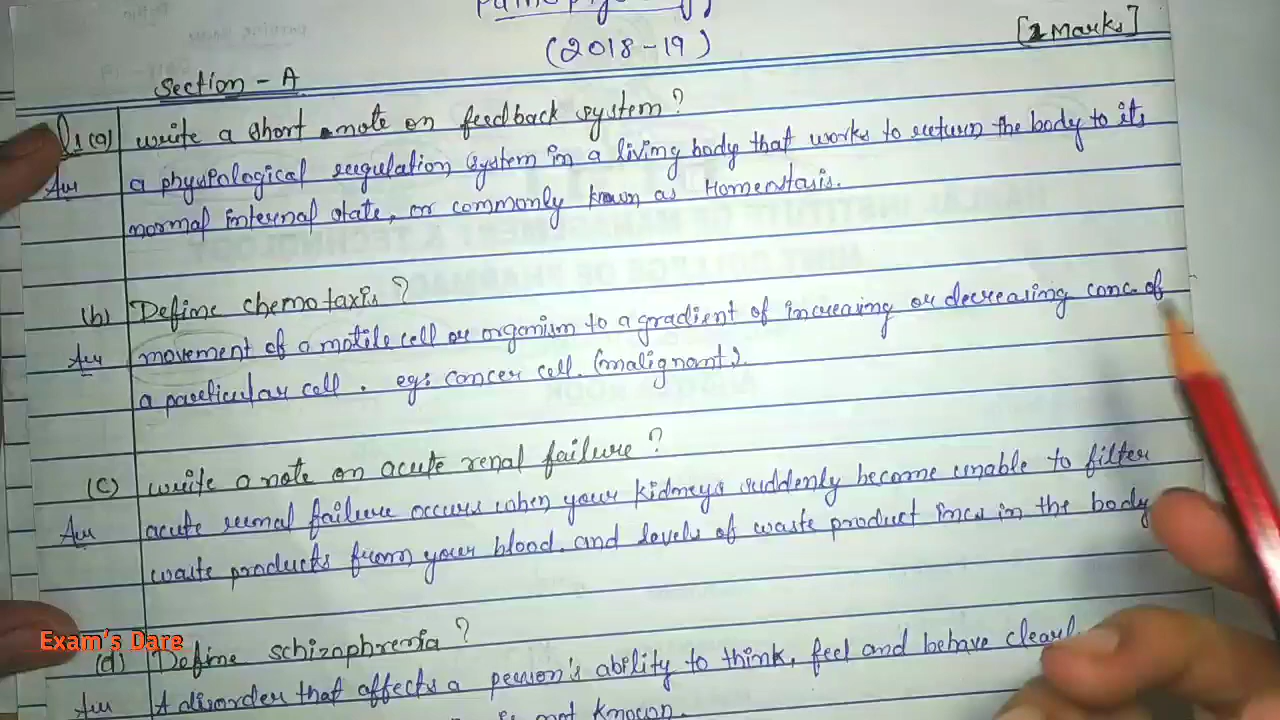 (2018-19)
[2 Marks]
Section - A
Q1(a) write a short note on feedback system?
Ans a physiological regulation system in a living body that works to return the body to its
normal internal state, or commonly known as Homeostasis.
(b) Define chemotaxis?
Ans movement of a motile cell or organism to a gradient of increasing or decreasing conc. of
a particular cell. eg: cancer cell. (malignant).
(c) write a note on acute renal failure?
Ans acute renal failure occurs when your kidneys suddenly become unable to filter
waste products from your blood. and levels of waste product incs in the body
(d) Define schizophrenia?
Ans A disorder that affects a person's ability to think, feel and behave clearl
is not known.
Exam's Dare